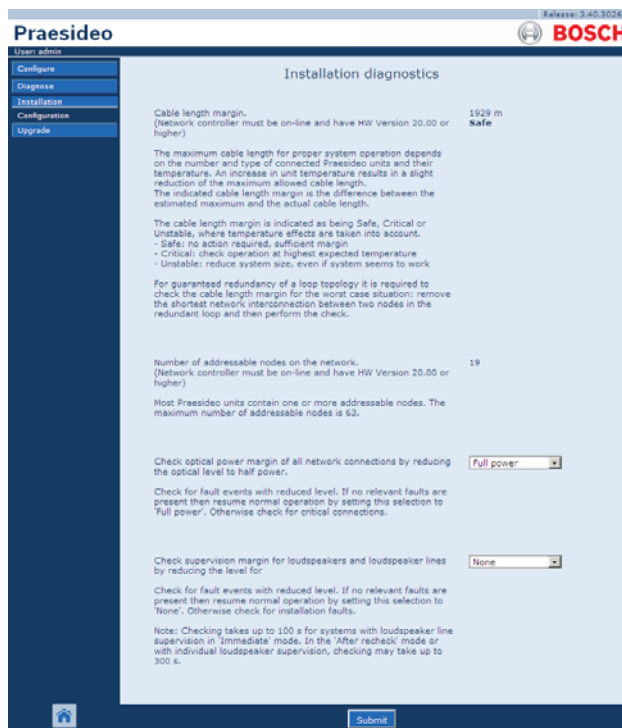 Release: 3.40.3026
Praesideo
BOSCH
User: admin
Configure
Diagnose
Installation
Configuration
Upgrade
Installation diagnostics
Cable length margin.
(Network controller must be on-line and have HW Version 20.00 or
higher)
1929 m
Safe
The maximum cable length for proper system operation depends
on the number and type of connected Praesideo units and their
temperature. An increase in unit temperature results in a slight
reduction of the maximum allowed cable length.
The indicated cable length margin is the difference between the
estimated maximum and the actual cable length.
The cable length margin is indicated as being Safe, Critical or
Unstable, where temperature effects are taken into account.
- Safe: no action required, sufficient margin
- Critical: check operation at highest expected temperature
- Unstable: reduce system size, even if system seems to work
For guaranteed redundancy of a loop topology it is required to
check the cable length margin for the worst case situation: remove
the shortest network interconnection between two nodes in the
redundant loop and then perform the check.
Number of addressable nodes on the network.
(Network controller must be on-line and have HW Version 20.00 or
higher)
19
Most Praesideo units contain one or more addressable nodes. The
maximum number of addressable nodes is 63.
Check optical power margin of all network connections by reducing
the optical level to half power.
Full power
Check for fault events with reduced level. If no relevant faults are
present then resume normal operation by setting this selection to
'Full power'. Otherwise check for critical connections.
Check supervision margin for loudspeakers and loudspeaker lines
by reducing the level for
None
Check for fault events with reduced level. If no relevant faults are
present then resume normal operation by setting this selection to
'None'. Otherwise check for installation faults.
Note: Checking takes up to 100 s for systems with loudspeaker line
supervision in 'Immediate' mode. In the 'After recheck' mode or
with individual loudspeaker supervision, checking may take up to
300 s.
Submit